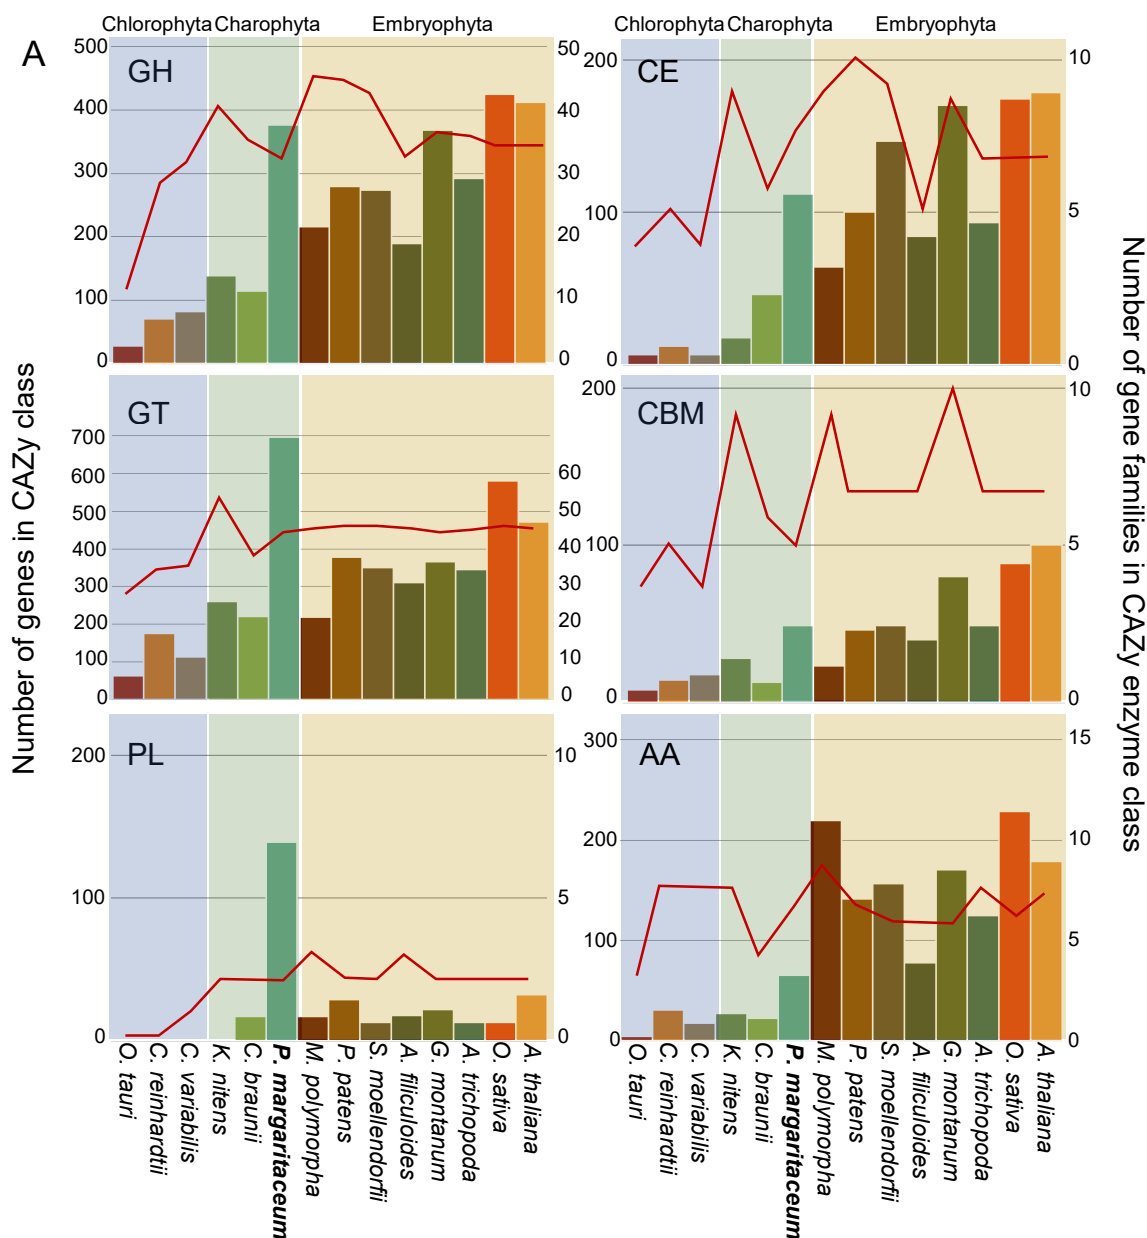 A
Chlorophyta Charophyta Embryophyta
Chlorophyta Charophyta Embryophyta
Number of genes in CAZy class
Number of gene families in CAZy enzyme class
GH
500
400
300
200
100
0
50
40
30
20
10
0
CE
200
100
0
10
5
0
GT
700
600
500
400
300
200
100
0
60
50
40
30
20
10
0
CBM
200
100
0
10
5
0
PL
200
100
0
10
5
0
AA
300
200
100
0
15
10
5
0
O. tauri
C. reinhardtii
C. variabilis
K. nitens
C. braunii
P. margaritaceum
M. polymorpha
P. patens
S. moellendorfii
A. filiculoides
G. montanum
A. trichopoda
O. sativa
A. thaliana
O. tauri
C. reinhardtii
C. variabilis
K. nitens
C. braunii
P. margaritaceum
M. polymorpha
P. patens
S. moellendorfii
A. filiculoides
G. montanum
A. trichopoda
O. sativa
A. thaliana